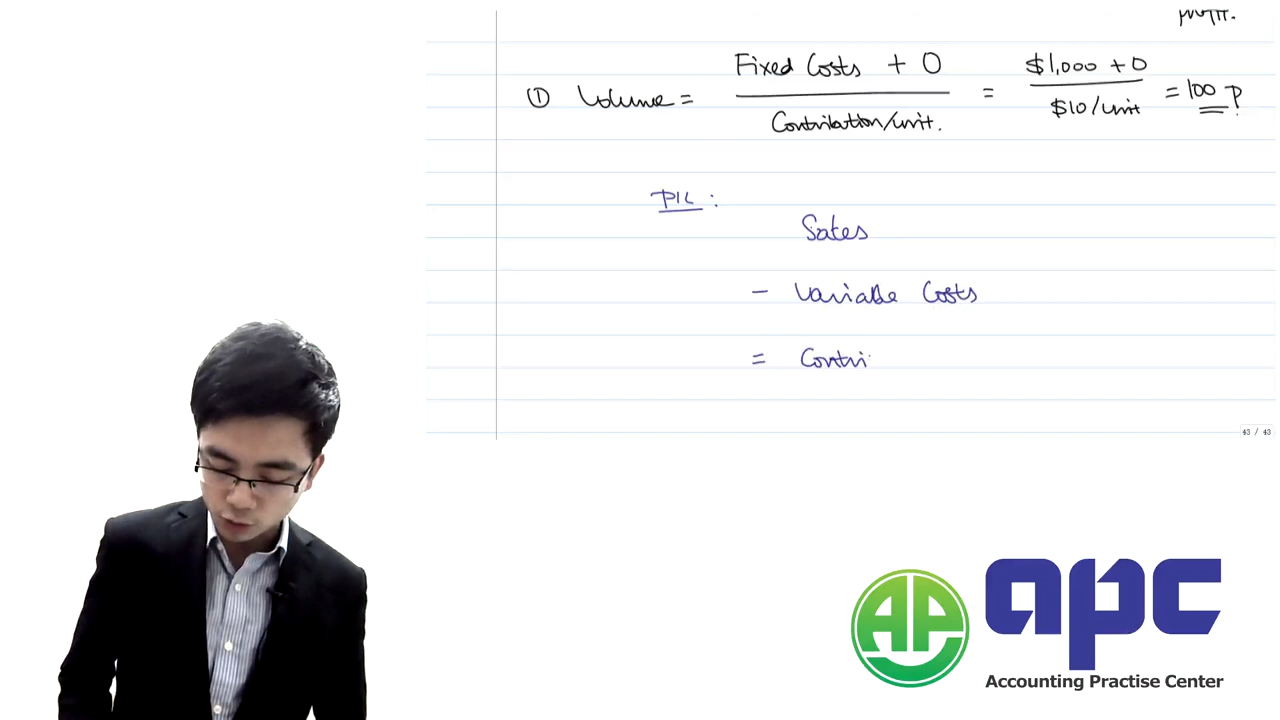 profit.
① Volume = Fixed Costs + 0 / Contribution/unit. = $1,000 + 0 / $10/unit = 100 P
P/L :
Sales
- Variable Costs
= Contri
43 / 43
AP
apc
Accounting Practise Center